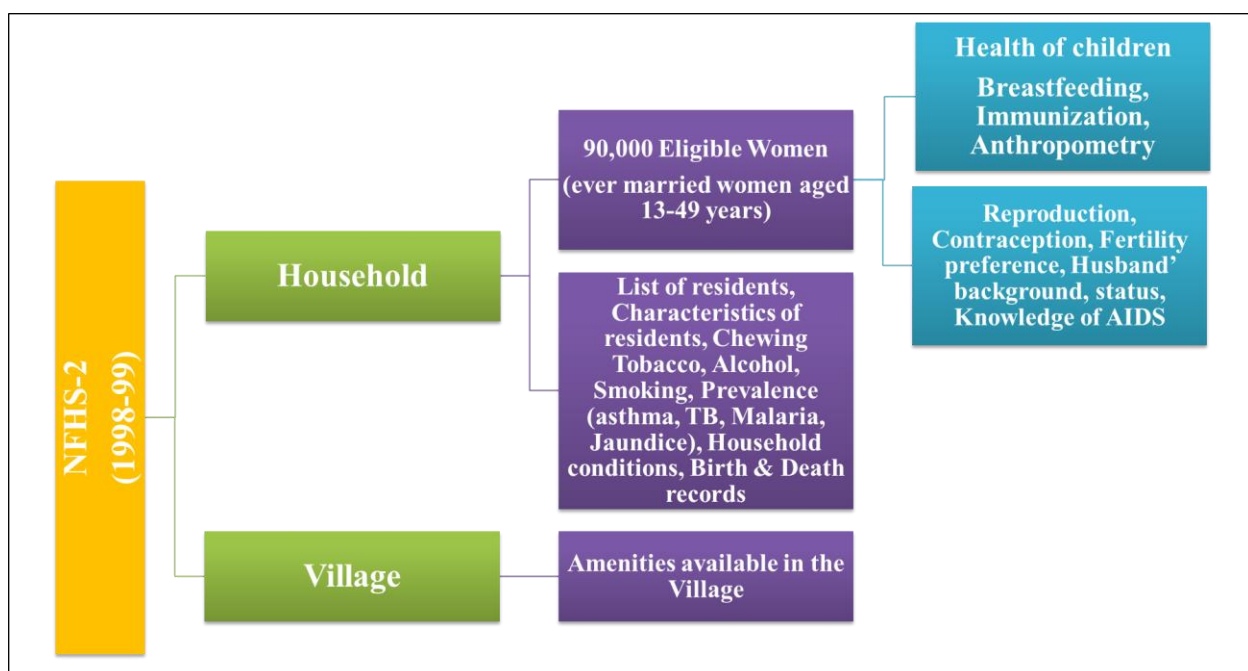 NFHS-2
(1998-99)
Household
Village
90,000 Eligible Women
(ever married women aged
13-49 years)
List of residents,
Characteristics of
residents, Chewing
Tobacco, Alcohol,
Smoking, Prevalence
(asthma, TB, Malaria,
Jaundice), Household
conditions, Birth & Death
records
Amenities available in the
Village
Health of children
Breastfeeding,
Immunization,
Anthropometry
Reproduction,
Contraception, Fertility
preference, Husband’
background, status,
Knowledge of AIDS